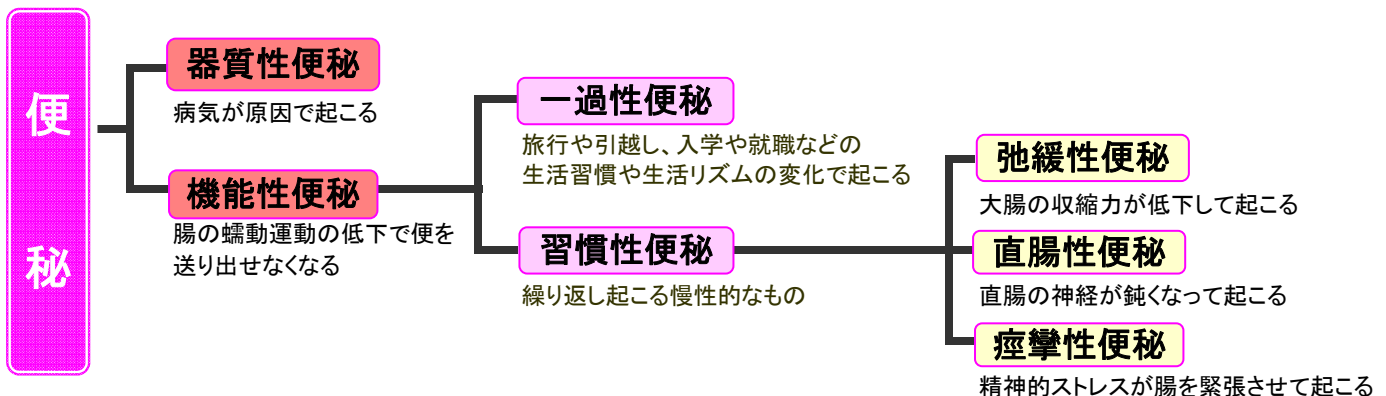 便秘
器質性便秘
病気が原因で起こる
機能性便秘
腸の蠕動運動の低下で便を
送り出せなくなる
一過性便秘
旅行や引越し、入学や就職などの
生活習慣や生活リズムの変化で起こる
習慣性便秘
繰り返し起こる慢性的なもの
弛緩性便秘
大腸の収縮力が低下して起こる
直腸性便秘
直腸の神経が鈍くなって起こる
痙攣性便秘
精神的ストレスが腸を緊張させて起こる